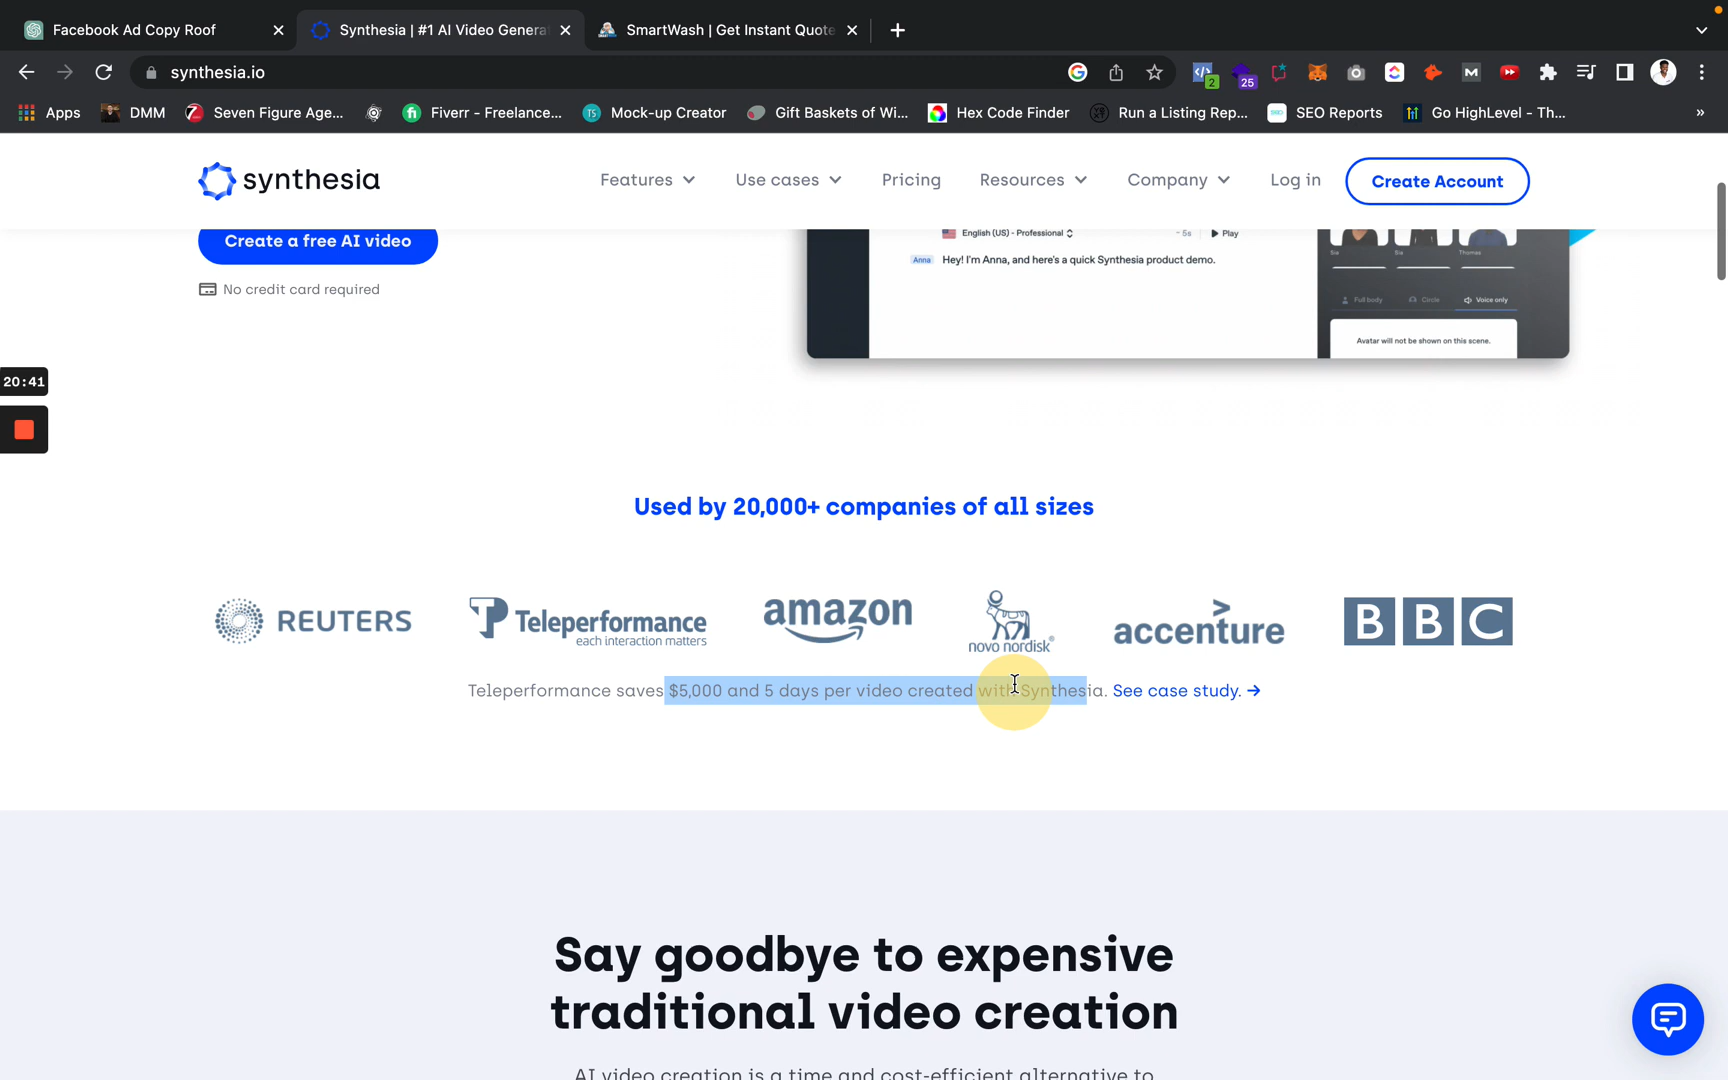 Facebook Ad Copy Roof
Synthesia | #1 AI Video Genera
SmartWash | Get Instant Quote
synthesia.io
2
25
Apps
DMM
Seven Figure Age...
Fiverr - Freelance...
TS
Mock-up Creator
Gift Baskets of Wi...
Hex Code Finder
Run a Listing Rep...
SEO Reports
Go HighLevel - Th...
»
synthesia
Features
Use cases
Pricing
Resources
Company
Log in
Create Account
Create a free AI video
No credit card required
English (US) - Professional
~ 5s
Play
Anna
Hey! I'm Anna, and here's a quick Synthesia product demo.
Sia
Sia
Thomas
Full body
Circle
Voice only
Avatar will not be shown on this scene.
20:41
Used by 20,000+ companies of all sizes
REUTERS
Teleperformance
each interaction matters
amazon
novo nordisk®
accenture
BBC
Teleperformance saves $5,000 and 5 days per video created with Synthesia. See case study. →
Say goodbye to expensive
traditional video creation
AI video creation is a time and cost-efficient alternative to